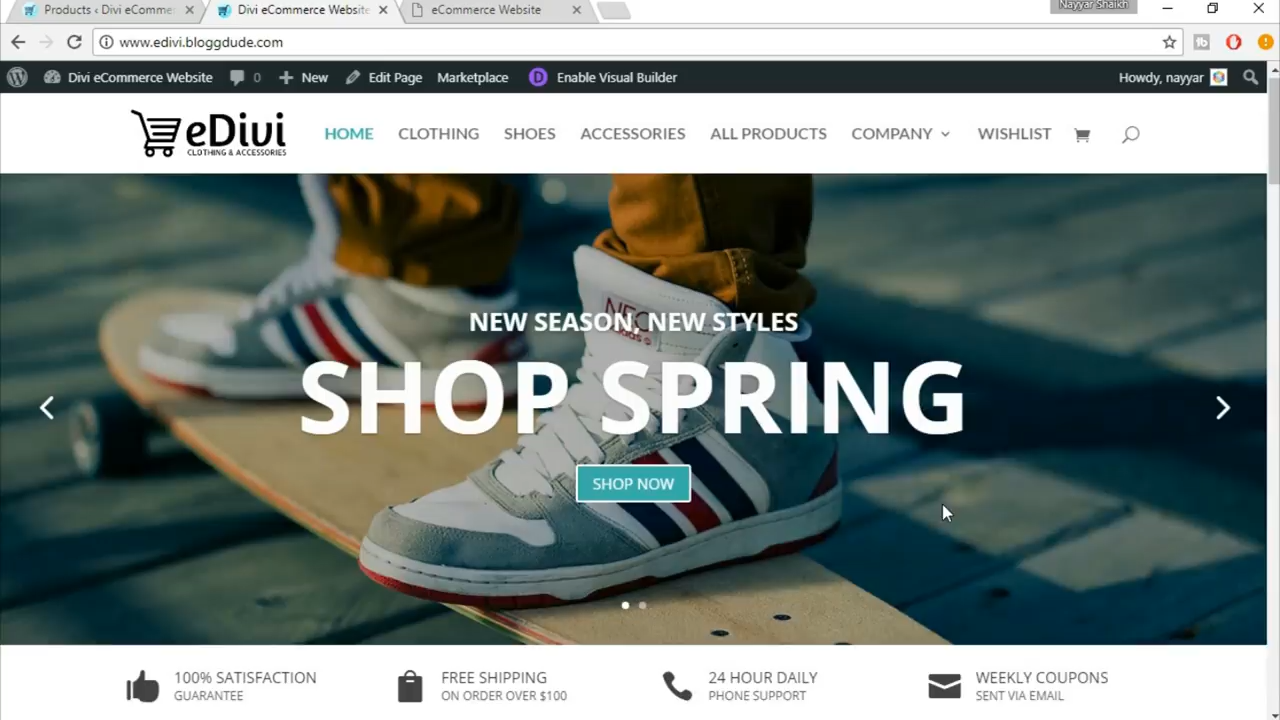 Nayyar Shaikh
Products ‹ Divi eComme
Divi eCommerce Website
eCommerce Website
www.edivi.bloggdude.com
Divi eCommerce Website 0 New Edit Page Marketplace Enable Visual Builder Howdy, nayyar
eDivi
CLOTHING & ACCESSORIES
HOME CLOTHING SHOES ACCESSORIES ALL PRODUCTS COMPANY WISHLIST
NEW SEASON, NEW STYLES
SHOP SPRING
SHOP NOW
100% SATISFACTION
GUARANTEE
FREE SHIPPING
ON ORDER OVER $100
24 HOUR DAILY
PHONE SUPPORT
WEEKLY COUPONS
SENT VIA EMAIL